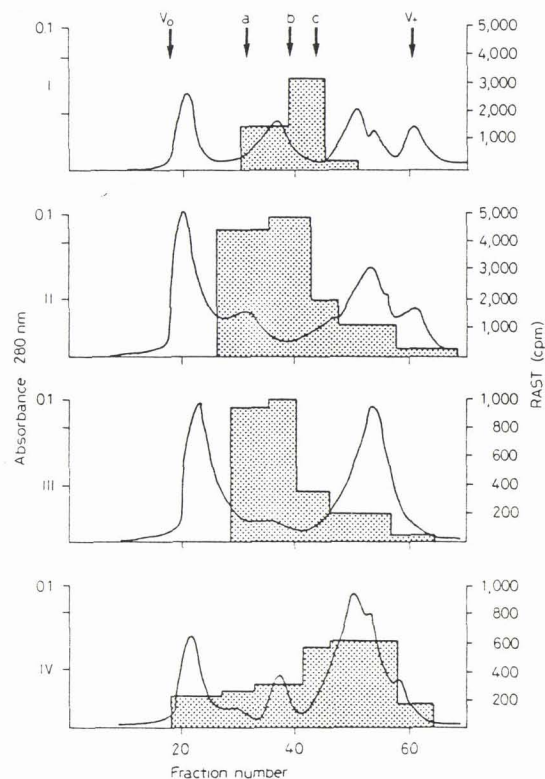 V₀ a b c V₊
0.1 5,000
4,000
I 3,000
2,000
1,000
0.1 5,000
4,000
3,000
II 2,000
1,000
Absorbance 280 nm
RAST (cpm)
0.1 1,000
800
600
III 400
200
0.1 1,000
800
600
IV 400
200
20 40 60
Fraction number